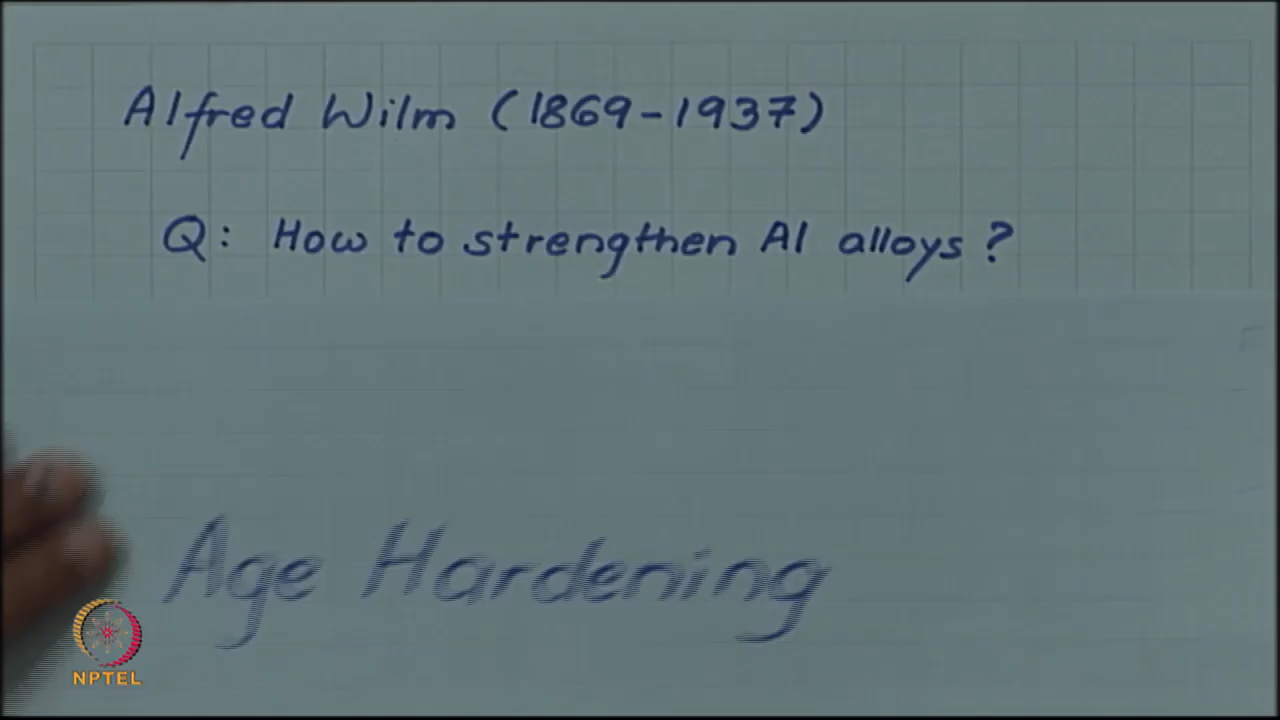 Alfred Wilm (1869-1937)
Q: How to strengthen Al alloys ?
Age Hardening
NPTEL